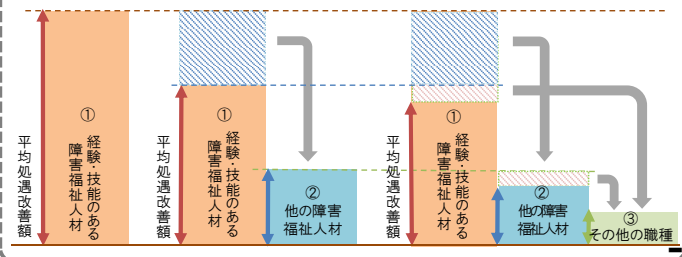 平均処遇改善額
①
経験・技能のある
障害福祉人材
平均処遇改善額
①
経験・技能のある
障害福祉人材
②
他の障害
福祉人材
平均処遇改善額
①
経験・技能のある
障害福祉人材
②
他の障害
福祉人材
③
その他の職種